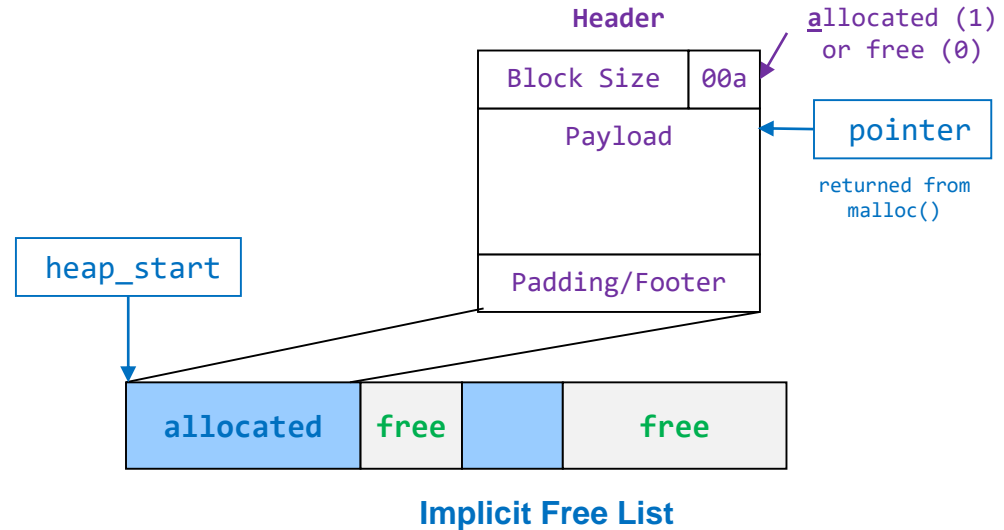 Header
allocated (1)
or free (0)
Block Size
00a
Payload
pointer
returned from
malloc()
Padding/Footer
heap_start
allocated
free
free
Implicit Free List